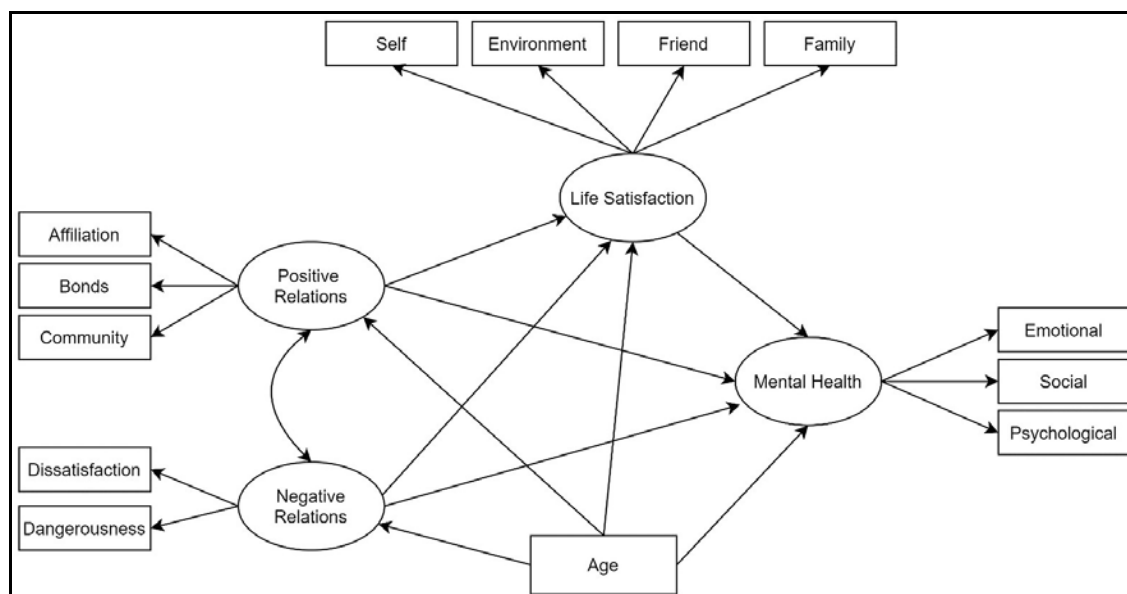 Self
Environment
Friend
Family
Life Satisfaction
Affiliation
Bonds
Community
Positive
Relations
Mental Health
Emotional
Social
Psychological
Dissatisfaction
Dangerousness
Negative
Relations
Age